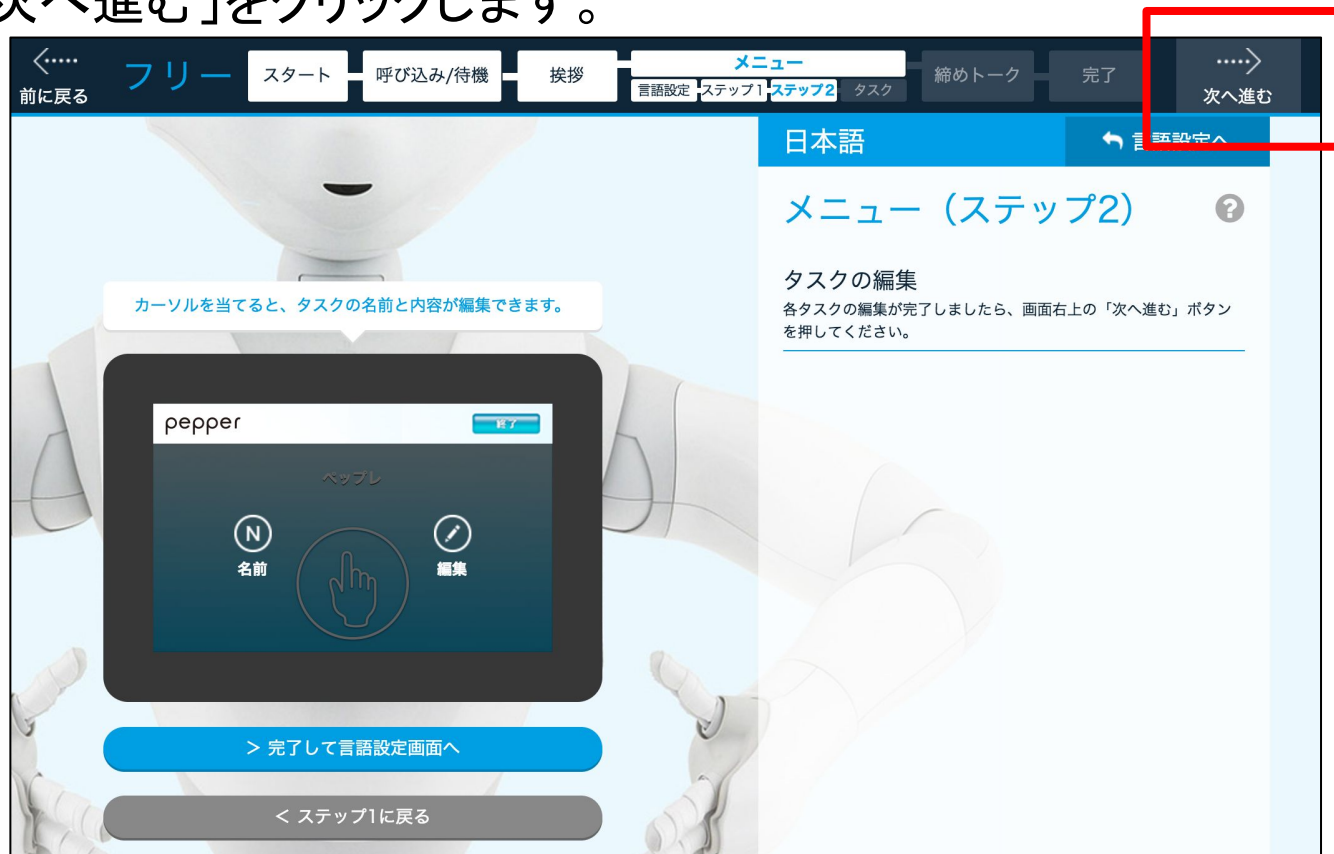 次へ進む」をクリックします。
前に戻る
フリー
スタート
呼び込み/待機
挨拶
メニュー
言語設定
ステップ1
ステップ2
タスク
締めトーク
完了
次へ進む
日本語
言語設定へ
メニュー（ステップ2）
?
タスクの編集
各タスクの編集が完了しましたら、画面右上の「次へ進む」ボタン
を押してください。
カーソルを当てると、タスクの名前と内容が編集できます。
pepper
終了
ペップレ
N
名前
編集
> 完了して言語設定画面へ
< ステップ1に戻る